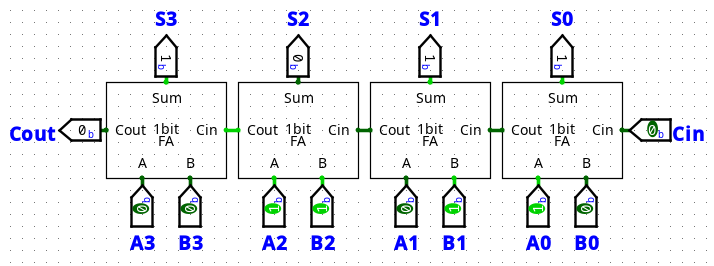 S3 S2 S1 S0
1b 0b 1b 1b
Sum Sum Sum Sum
Cout 0b Cout 1bit FA Cin Cout 1bit FA Cin Cout 1bit FA Cin Cout 1bit FA Cin 0b Cin
A B A B A B A B
0b 0b 1b 1b 0b 1b 1b 0b
A3 B3 A2 B2 A1 B1 A0 B0